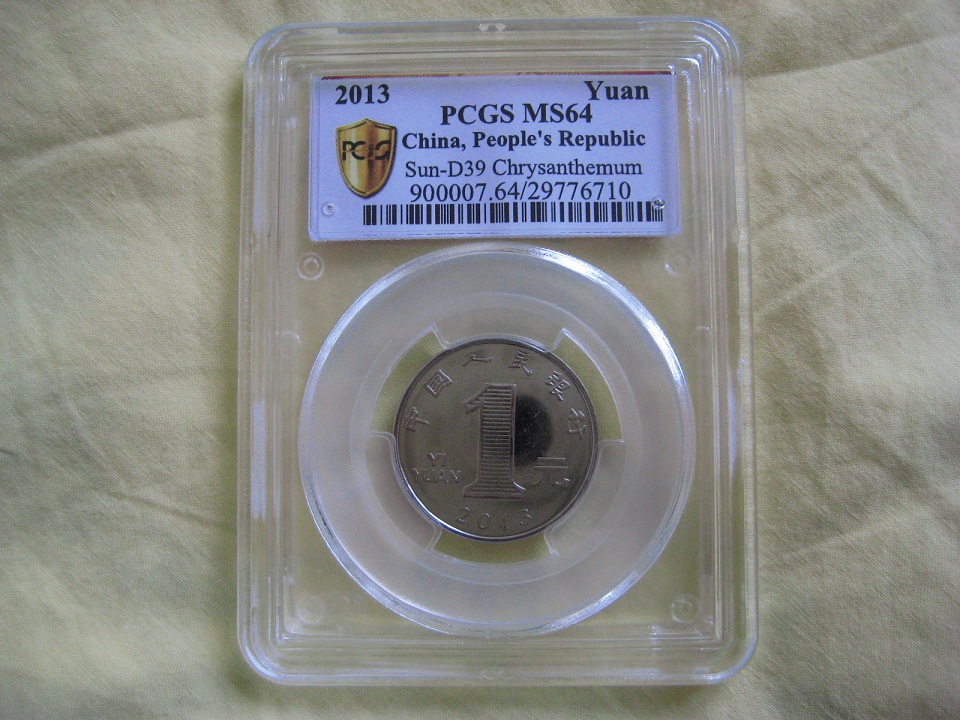 2013 Yuan
PCGS MS64
China, People's Republic
PCGS
Sun-D39 Chrysanthemum
900007.64/29776710
中国人民银行
1
YI
YUAN
元
2013